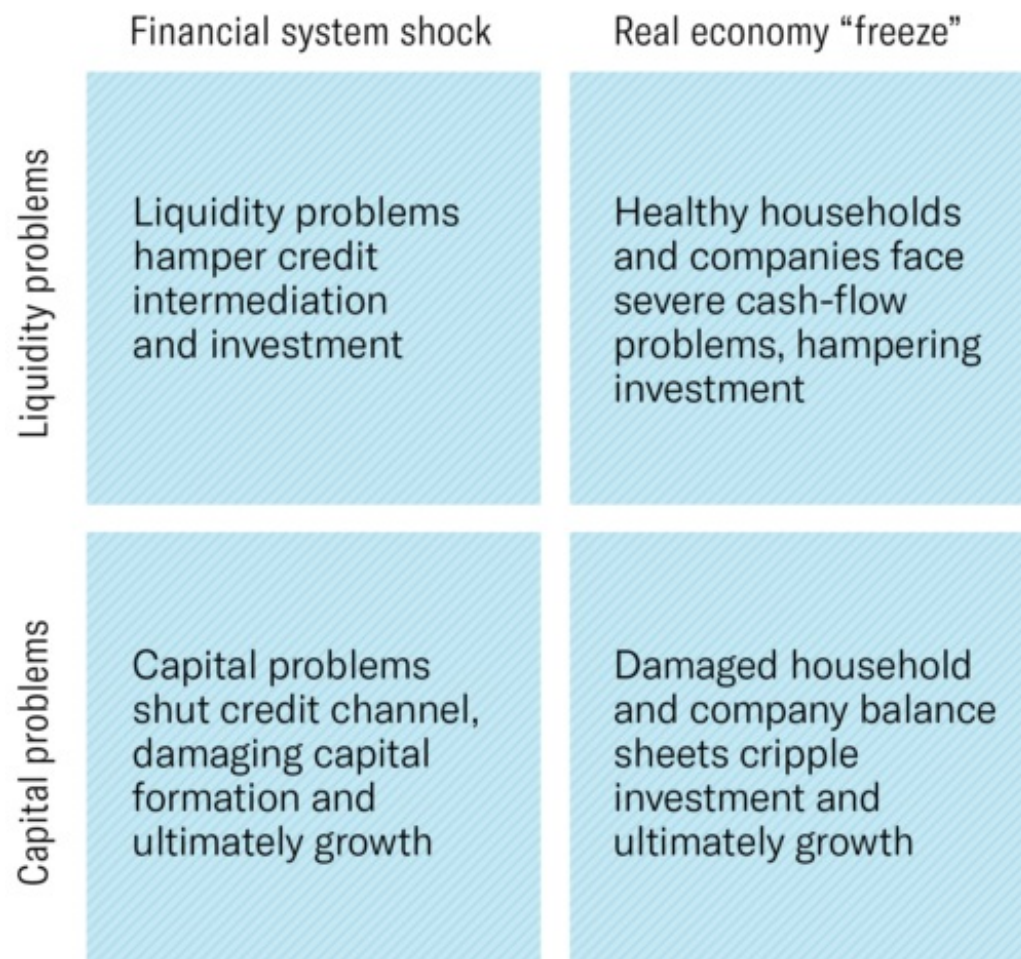 Financial system shock
Real economy “freeze”
Liquidity problems
Liquidity problems
hamper credit
intermediation
and investment
Healthy households
and companies face
severe cash-flow
problems, hampering
investment
Capital problems
Capital problems
shut credit channel,
damaging capital
formation and
ultimately growth
Damaged household
and company balance
sheets cripple
investment and
ultimately growth